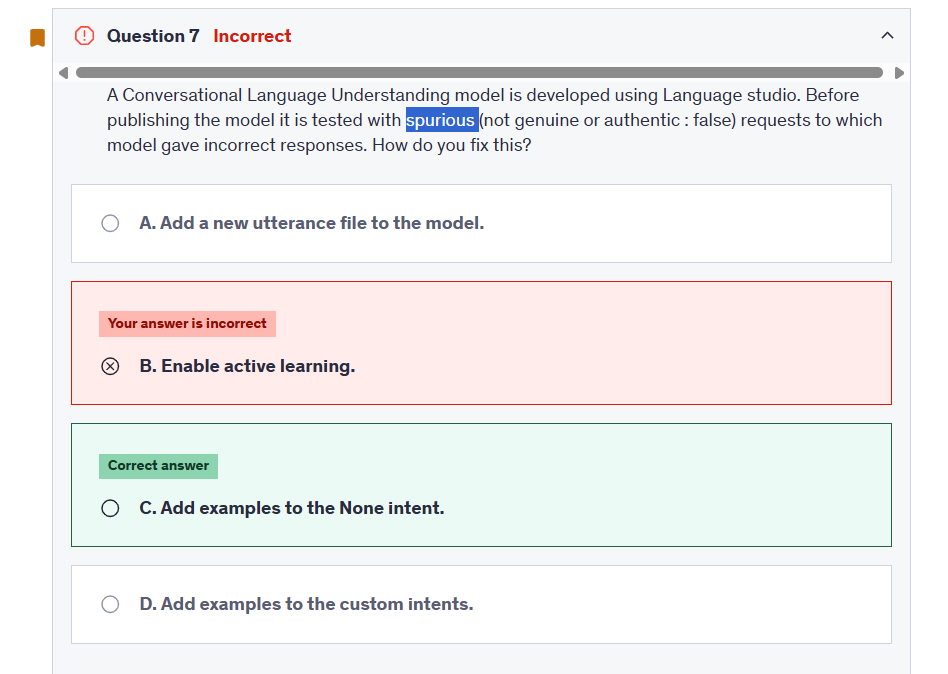 Question 7 Incorrect
A Conversational Language Understanding model is developed using Language studio. Before
publishing the model it is tested with spurious (not genuine or authentic : false) requests to which
model gave incorrect responses. How do you fix this?
A. Add a new utterance file to the model.
Your answer is incorrect
B. Enable active learning.
Correct answer
C. Add examples to the None intent.
D. Add examples to the custom intents.